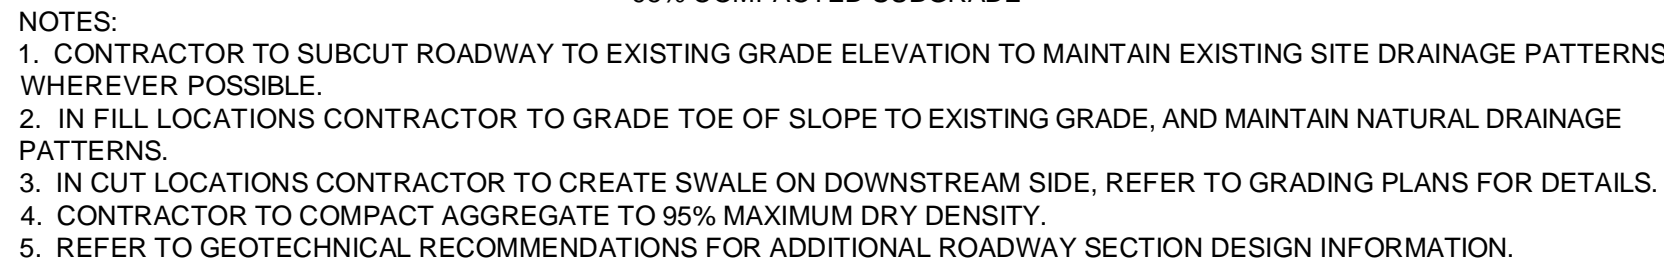 95% COMPACTED SUBGRADE
NOTES:
1. CONTRACTOR TO SUBCUT ROADWAY TO EXISTING GRADE ELEVATION TO MAINTAIN EXISTING SITE DRAINAGE PATTERNS
WHEREVER POSSIBLE.
2. IN FILL LOCATIONS CONTRACTOR TO GRADE TOE OF SLOPE TO EXISTING GRADE, AND MAINTAIN NATURAL DRAINAGE
PATTERNS.
3. IN CUT LOCATIONS CONTRACTOR TO CREATE SWALE ON DOWNSTREAM SIDE, REFER TO GRADING PLANS FOR DETAILS.
4. CONTRACTOR TO COMPACT AGGREGATE TO 95% MAXIMUM DRY DENSITY.
5. REFER TO GEOTECHNICAL RECOMMENDATIONS FOR ADDITIONAL ROADWAY SECTION DESIGN INFORMATION.